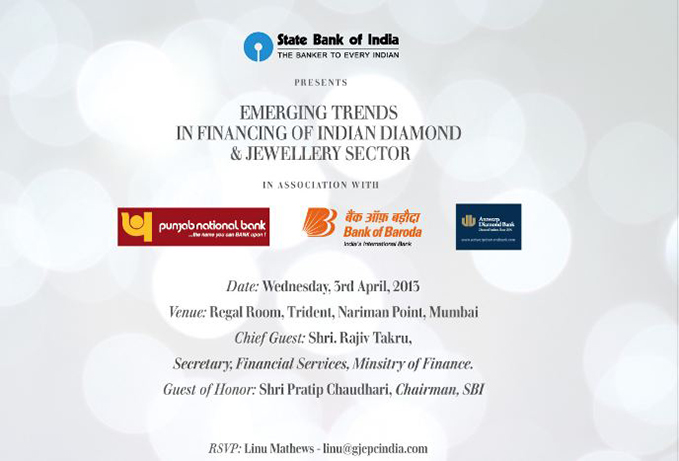 State Bank of India
THE BANKER TO EVERY INDIAN
PRESENTS
EMERGING TRENDS
IN FINANCING OF INDIAN DIAMOND
& JEWELLERY SECTOR
IN ASSOCIATION WITH
punjab national bank
...the name you can BANK upon !
बैंक ऑफ़ बड़ौदा
Bank of Baroda
India's International Bank
Antwerp
Diamond Bank
Date: Wednesday, 3rd April, 2013
Venue: Regal Room, Trident, Nariman Point, Mumbai
Chief Guest: Shri. Rajiv Takru,
Secretary, Financial Services, Minsitry of Finance.
Guest of Honor: Shri Pratip Chaudhari, Chairman, SBI
RSVP: Linu Mathews - linu@gjepcindia.com